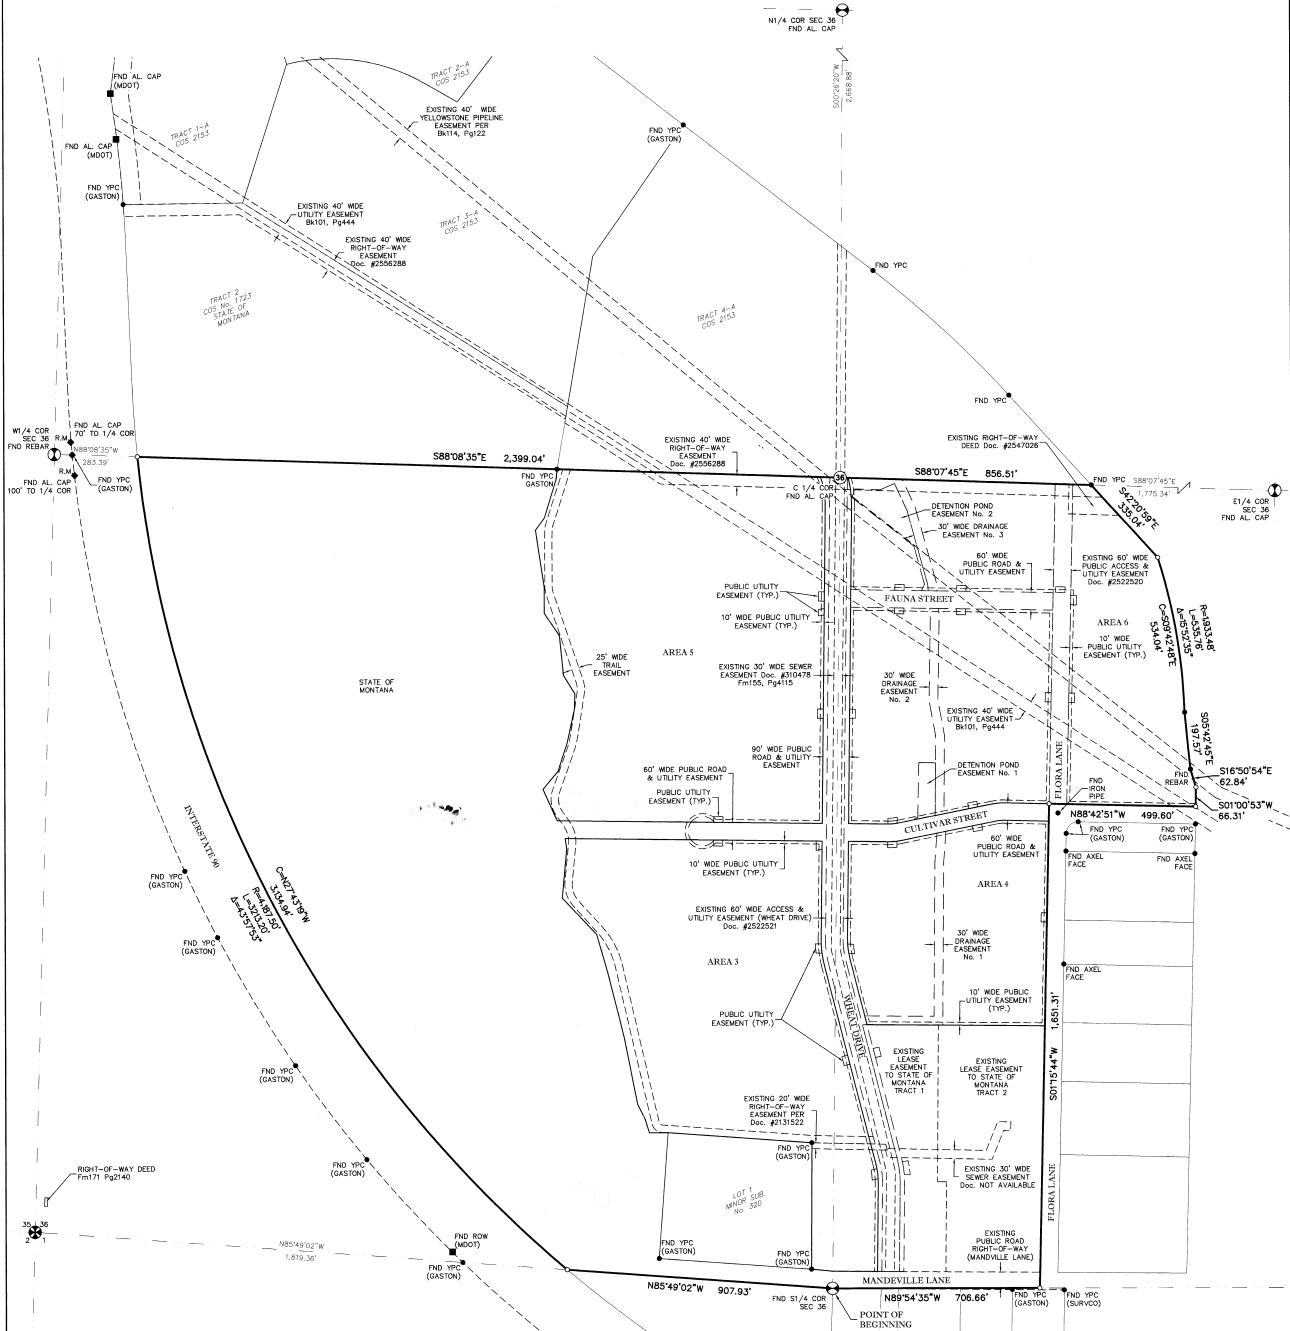 N1/4 COR SEC 36
FND AL. CAP
S00°26'20"W
2,668.88'
FND AL. CAP
(MDOT)
TRACT 2-A
COS 2153
EXISTING 40' WIDE
YELLOWSTONE PIPELINE
EASEMENT PER
Bk114, Pg122
TRACT 1-A
COS 2153
FND AL. CAP
(MDOT)
FND YPC
(GASTON)
FND YPC
(GASTON)
EXISTING 40' WIDE
UTILITY EASEMENT
Bk101, Pg444
TRACT 3-A
COS 2153
EXISTING 40' WIDE
RIGHT-OF-WAY
EASEMENT
Doc. #2556288
FND YPC
TRACT 2
COS No. 1723
STATE OF
MONTANA
TRACT 4-A
COS 2153
FND YPC
W1/4 COR
SEC 36
FND REBAR
R.M.
FND AL. CAP
70' TO 1/4 COR
N88°08'35"W
283.39'
R.M.
FND AL. CAP
100' TO 1/4 COR
FND YPC
(GASTON)
S88°08'35"E 2,399.04'
FND YPC
GASTON
EXISTING 40' WIDE
RIGHT-OF-WAY
EASEMENT
Doc. #2556288
36
C 1/4 COR
FND AL. CAP
EXISTING RIGHT-OF-WAY
DEED Doc. #2547026
S88°07'45"E 856.51'
FND YPC
S88°07'45"E
1,775.34'
E1/4 COR
SEC 36
FND AL. CAP
S42°20'59"E
335.04'
DETENTION POND
EASEMENT No. 2
30' WIDE DRAINAGE
EASEMENT No. 3
60' WIDE
PUBLIC ROAD &
UTILITY EASEMENT
EXISTING 60' WIDE
PUBLIC ACCESS &
UTILITY EASEMENT
Doc. #2522520
PUBLIC UTILITY
EASEMENT (TYP.)
FAUNA STREET
10' WIDE PUBLIC UTILITY
EASEMENT (TYP.)
AREA 6
10' WIDE
PUBLIC UTILITY
EASEMENT (TYP.)
R=1,933.48'
L=535.76'
Δ=15°52'35"
C=S09°42'48"E
534.04'
AREA 5
25' WIDE
TRAIL
EASEMENT
STATE OF
MONTANA
EXISTING 30' WIDE SEWER
EASEMENT Doc. #310478
Fm155, Pg4115
30' WIDE
DRAINAGE
EASEMENT
No. 2
EXISTING 40' WIDE
UTILITY EASEMENT
Bk101, Pg444
S05°42'45"E
197.57'
90' WIDE PUBLIC
ROAD & UTILITY
EASEMENT
60' WIDE PUBLIC ROAD
& UTILITY EASEMENT
DETENTION POND
EASEMENT No. 1
FLORA LANE
FND
REBAR
S16°50'54"E
62.84'
PUBLIC UTILITY
EASEMENT (TYP.)
FND
IRON
PIPE
S01°00'53"W
66.31'
N88°42'51"W 499.60'
CULTIVAR STREET
INTERSTATE 90
FND YPC
(GASTON)
FND YPC
(GASTON)
60' WIDE
PUBLIC ROAD &
UTILITY EASEMENT
10' WIDE PUBLIC UTILITY
EASEMENT (TYP.)
FND AXEL
FACE
FND AXEL
FACE
FND YPC
(GASTON)
C=N27°43'19"W
3,134.94'
R=4,187.50'
L=3213.20'
Δ=43°57'53"
AREA 4
EXISTING 60' WIDE ACCESS &
UTILITY EASEMENT (WHEAT DRIVE)
Doc. #2522521
FND YPC
(GASTON)
30' WIDE
DRAINAGE
EASEMENT
No. 1
AREA 3
FND AXEL
FACE
10' WIDE PUBLIC
UTILITY EASEMENT
(TYP.)
PUBLIC UTILITY
EASEMENT (TYP.)
WHEAT DRIVE
S01°15'44"W 1,651.31'
EXISTING
LEASE
EASEMENT
TO STATE OF
MONTANA
TRACT 1
EXISTING
LEASE EASEMENT
TO STATE OF
MONTANA
TRACT 2
FND YPC
(GASTON)
EXISTING 20' WIDE
RIGHT-OF-WAY
EASEMENT PER
Doc. #2131522
FND YPC
(GASTON)
FND YPC
(GASTON)
RIGHT-OF-WAY DEED
Fm171 Pg2140
EXISTING 30' WIDE
SEWER EASEMENT
Doc. NOT AVAILABLE
LOT 1
MINOR SUB.
No. 320
FLORA LANE
35 36
2 1
N85°49'02"W
1,819.36'
FND ROW
(MDOT)
FND YPC
(GASTON)
FND YPC
(GASTON)
FND YPC
(GASTON)
EXISTING
PUBLIC ROAD
RIGHT-OF-WAY
(MANDVILLE LANE)
MANDEVILLE LANE
N85°49'02"W 907.93'
FND S1/4 COR
SEC 36
N89°54'35"W 706.66'
FND YPC
(GASTON)
FND YPC
(SURVCO)
POINT OF
BEGINNING